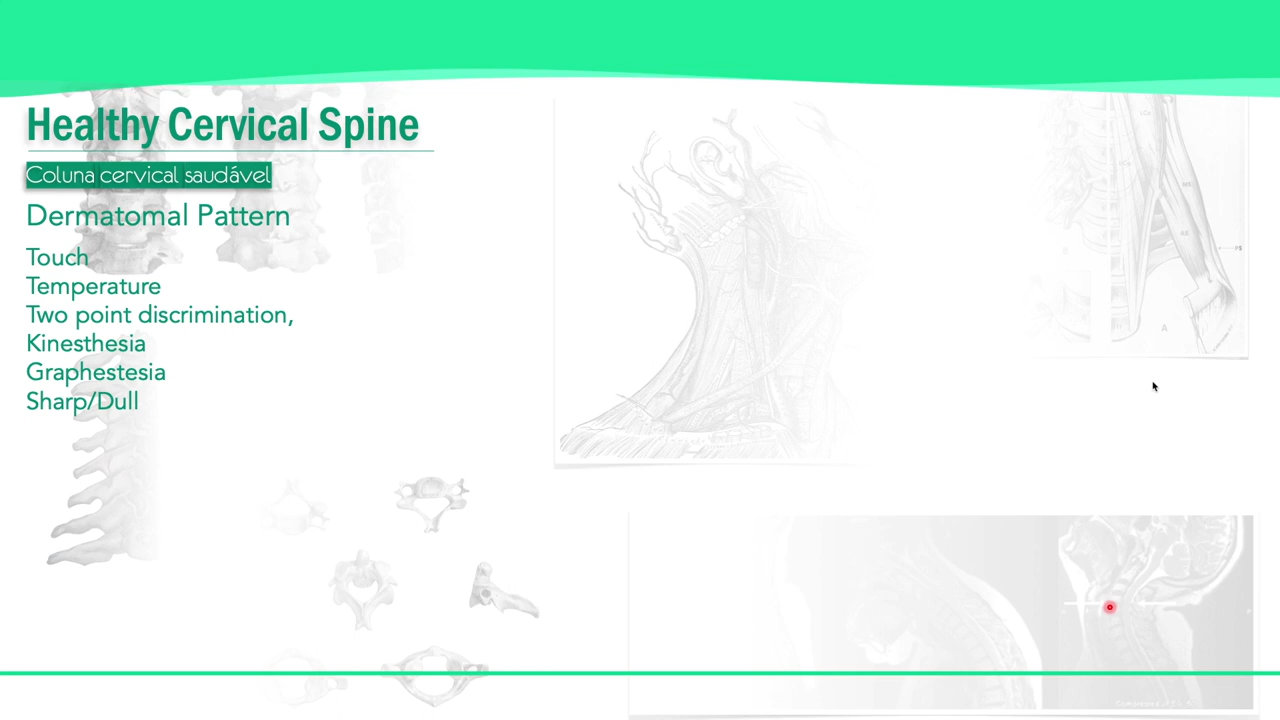 Healthy Cervical Spine
Coluna cervical saudável
Dermatomal Pattern
Touch
Temperature
Two point discrimination,
Kinesthesia
Graphestesia
Sharp/Dull
A